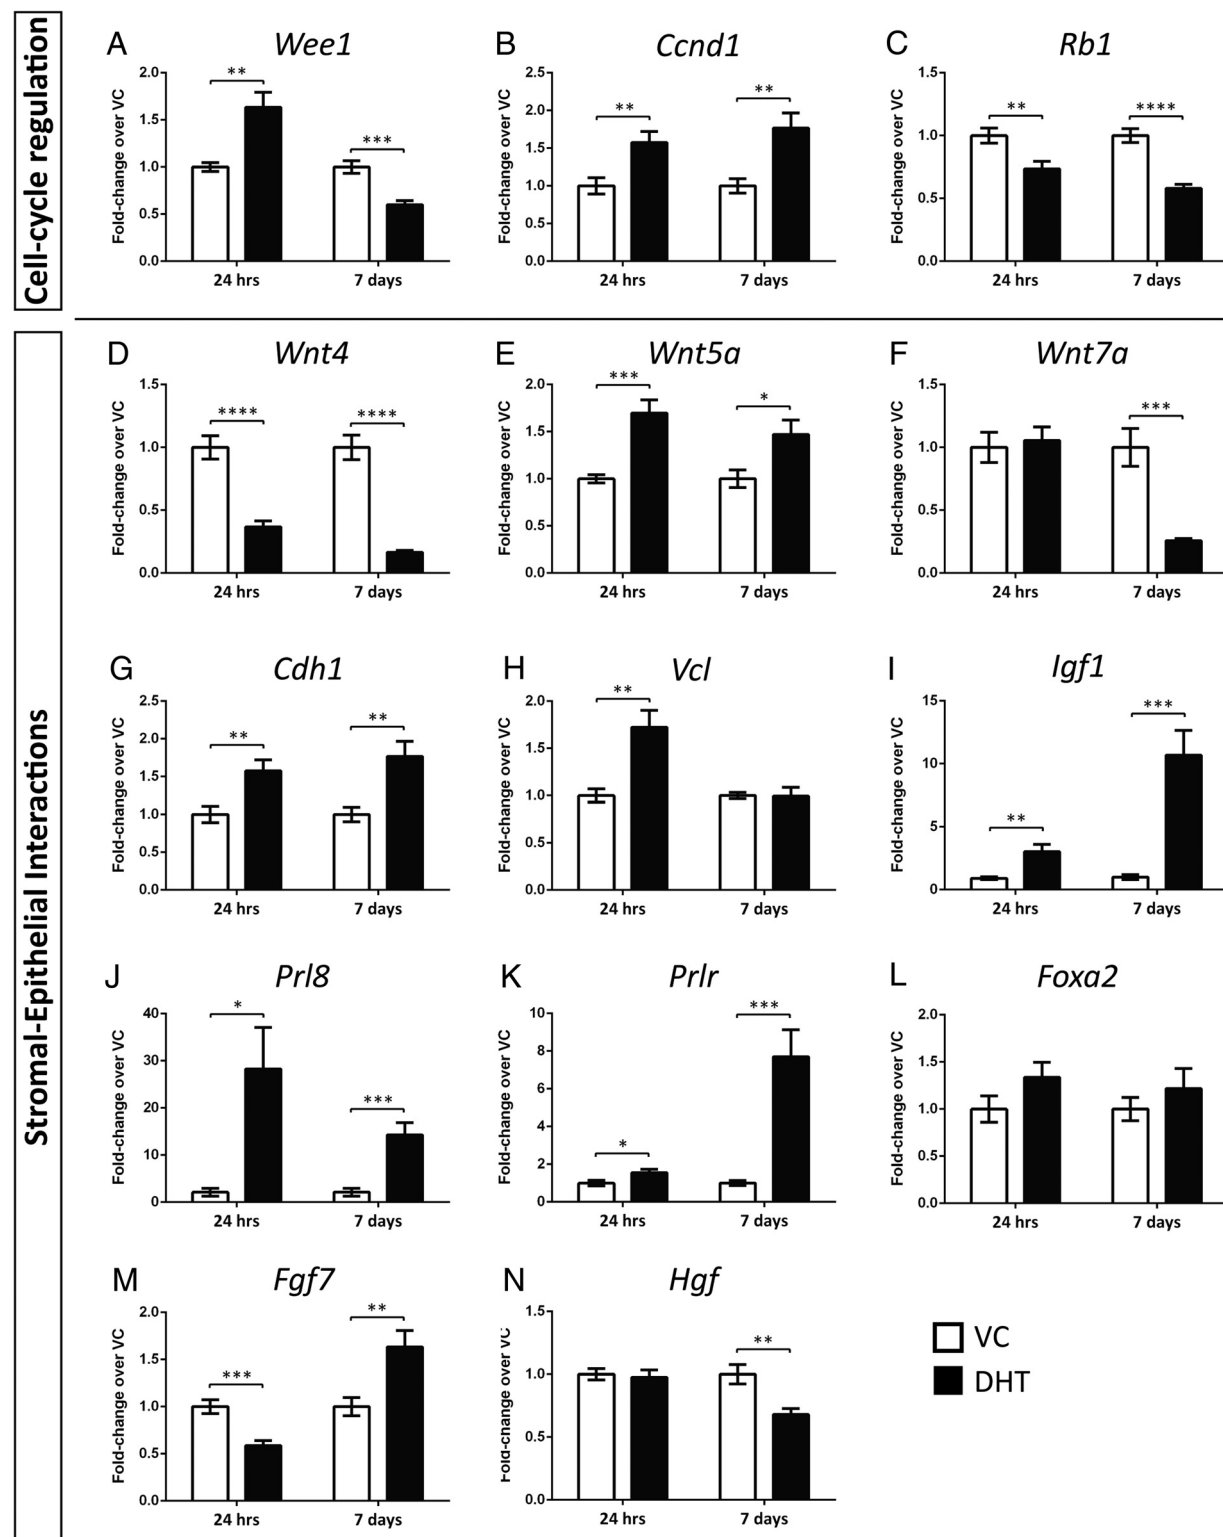 Cell-cycle regulation
A
Wee1
Fold-change over VC
2.0
1.5
1.0
0.5
0.0
**
***
24 hrs
7 days
B
Ccnd1
Fold-change over VC
2.5
2.0
1.5
1.0
0.5
0.0
**
**
24 hrs
7 days
C
Rb1
Fold-change over VC
1.5
1.0
0.5
0.0
**
****
24 hrs
7 days
Stromal-Epithelial Interactions
D
Wnt4
Fold-change over VC
1.5
1.0
0.5
0.0
****
****
24 hrs
7 days
E
Wnt5a
Fold-change over VC
2.0
1.5
1.0
0.5
0.0
***
*
24 hrs
7 days
F
Wnt7a
Fold-change over VC
1.5
1.0
0.5
0.0
***
24 hrs
7 days
G
Cdh1
Fold-change over VC
2.5
2.0
1.5
1.0
0.5
0.0
**
**
24 hrs
7 days
H
Vcl
Fold-change over VC
2.0
1.5
1.0
0.5
0.0
**
24 hrs
7 days
I
Igf1
Fold-change over VC
15
10
5
0
**
***
24 hrs
7 days
J
Prl8
Fold-change over VC
40
30
20
10
0
*
***
24 hrs
7 days
K
Prlr
Fold-change over VC
10
8
6
4
2
0
*
***
24 hrs
7 days
L
Foxa2
Fold-change over VC
2.0
1.5
1.0
0.5
0.0
24 hrs
7 days
M
Fgf7
Fold-change over VC
2.0
1.5
1.0
0.5
0.0
***
**
24 hrs
7 days
N
Hgf
Fold-change over VC
1.5
1.0
0.5
0.0
**
24 hrs
7 days
VC
DHT